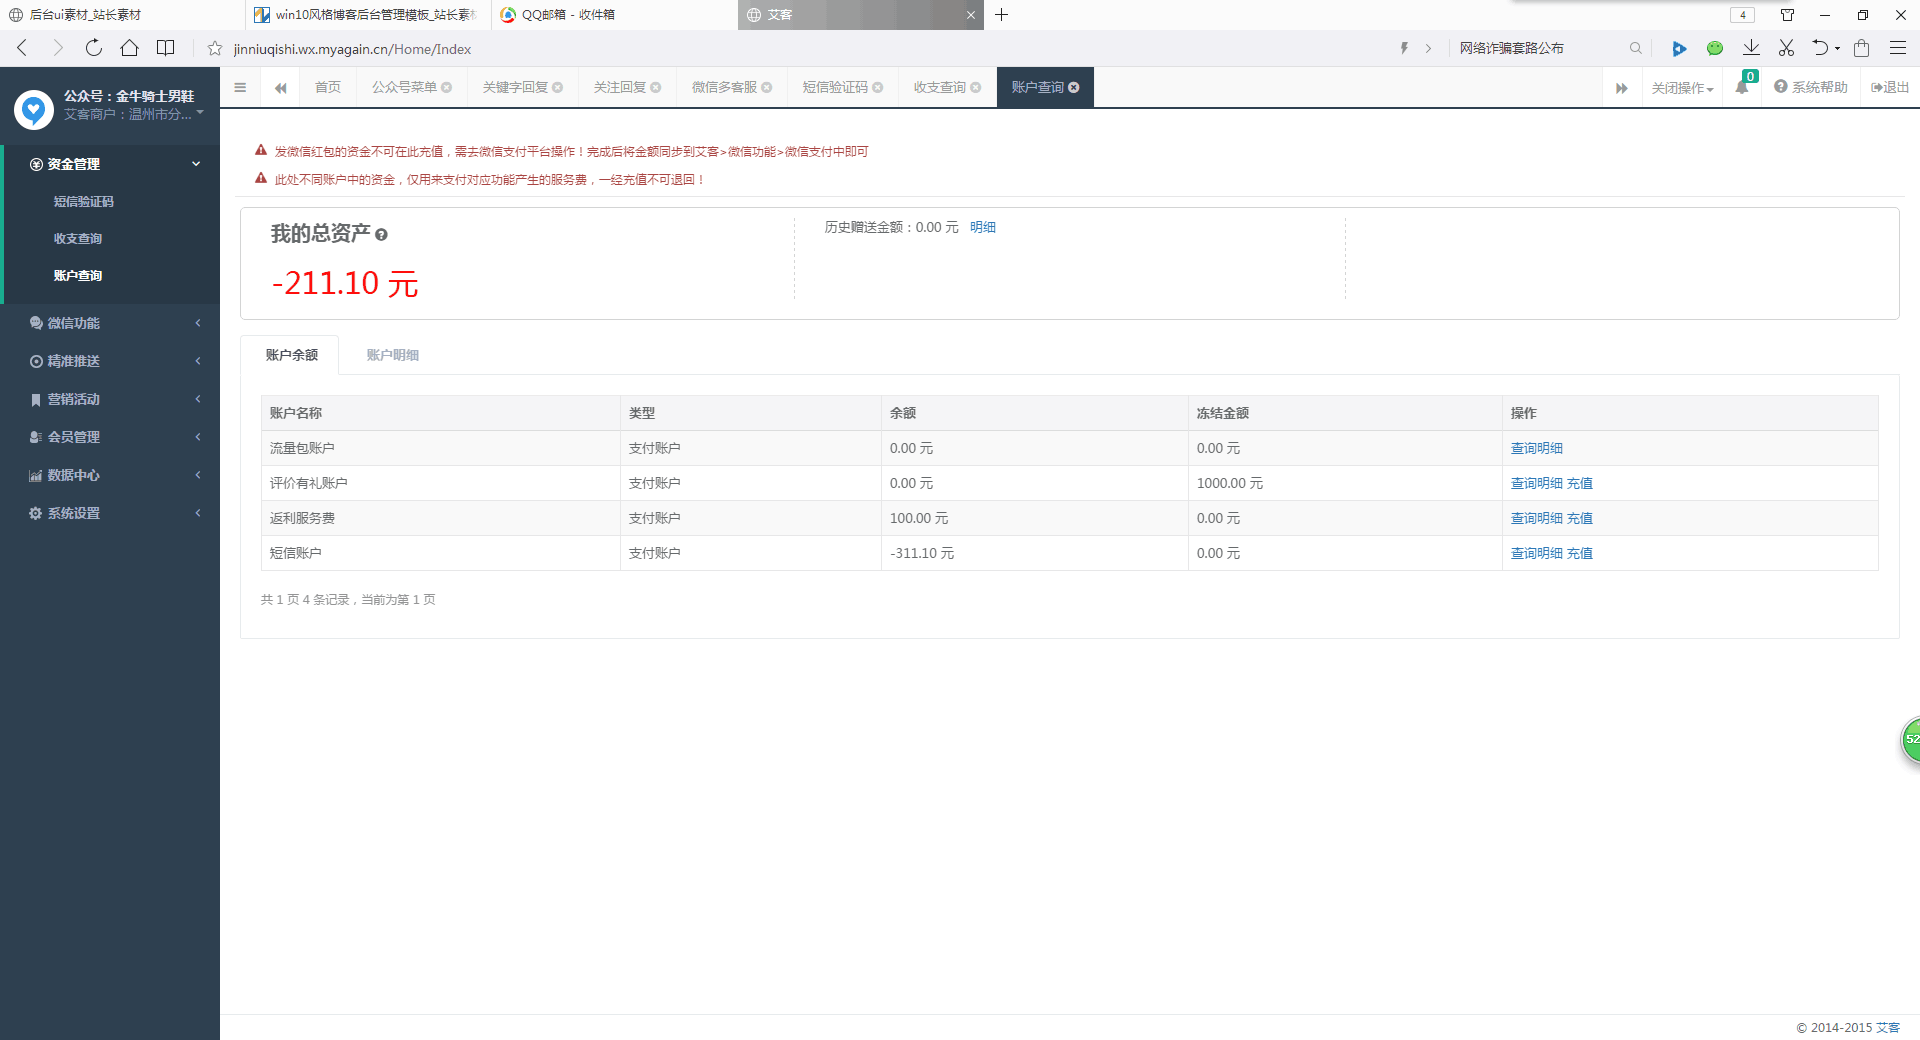 后台ui素材_站长素材
win10风格博客后台管理模板_站长素材
QQ邮箱 - 收件箱
艾客
4
jinniuqishi.wx.myagain.cn/Home/Index
网络诈骗套路公布
公众号：金牛骑士男鞋
艾客商户：温州市分...
首页
公众号菜单
关键字回复
关注回复
微信多客服
短信验证码
收支查询
账户查询
关闭操作
0
系统帮助
退出
资金管理
短信验证码
收支查询
账户查询
微信功能
精准推送
营销活动
会员管理
数据中心
系统设置
发微信红包的资金不可在此充值，需去微信支付平台操作！完成后将金额同步到艾客>微信功能>微信支付中即可
此处不同账户中的资金，仅用来支付对应功能产生的服务费，一经充值不可退回！
我的总资产
-211.10 元
历史赠送金额：0.00 元 明细
账户余额 账户明细
账户名称 类型 余额 冻结金额 操作
流量包账户 支付账户 0.00 元 0.00 元 查询明细
评价有礼账户 支付账户 0.00 元 1000.00 元 查询明细 充值
返利服务费 支付账户 100.00 元 0.00 元 查询明细 充值
短信账户 支付账户 -311.10 元 0.00 元 查询明细 充值
共 1 页 4 条记录，当前为第 1 页
52
© 2014-2015 艾客